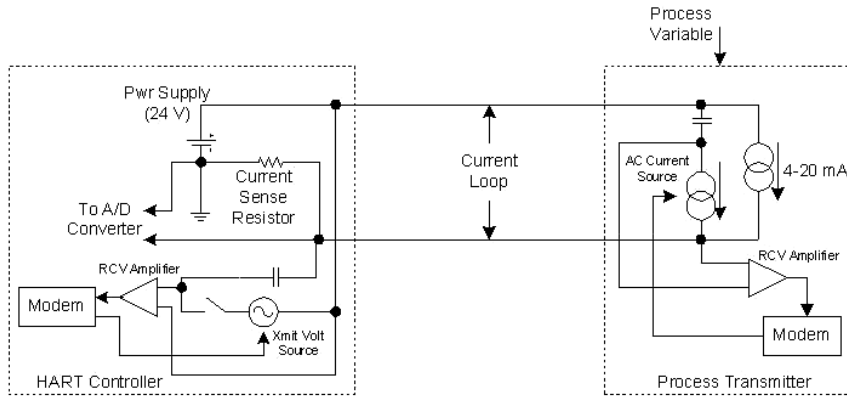 Process
Variable
Pwr Supply
(24 V)
Current
Sense
Resistor
To A/D
Converter
Current
Loop
AC Current
Source
4-20 mA
RCV Amplifier
Modem
Xmit Volt
Source
HART Controller
RCV Amplifier
Modem
Process Transmitter